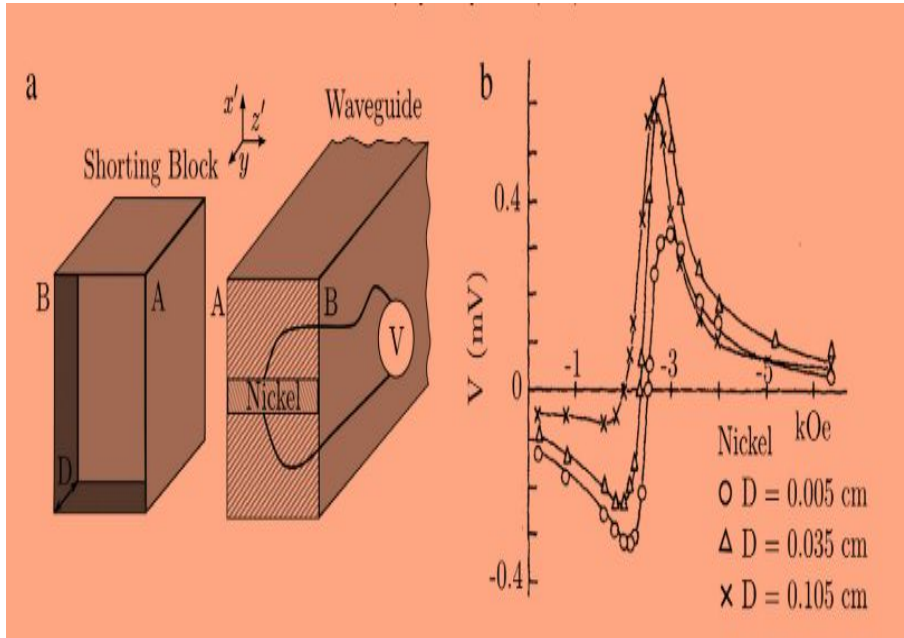 a
x'
z'
y
Shorting Block
Waveguide
B
A
D
A
B
Nickel
V
b
V (mV)
0.4
0
-0.4
-1
-3
-5
kOe
Nickel
○ D = 0.005 cm
△ D = 0.035 cm
× D = 0.105 cm